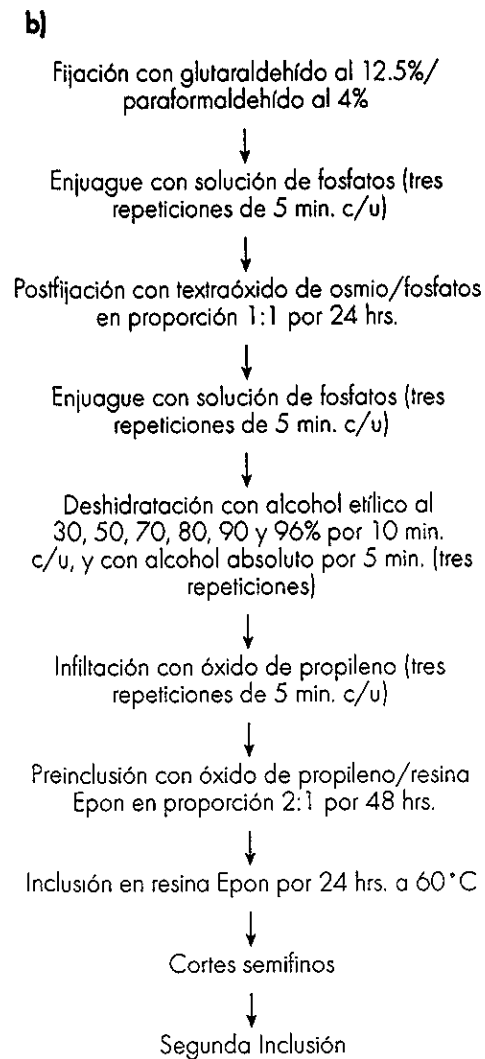 b)
Fijación con glutaraldehído al 12.5%/
paraformaldehído al 4%
Enjuague con solución de fosfatos (tres
repeticiones de 5 min. c/u)
Postfijación con textraóxido de osmio/fosfatos
en proporción 1:1 por 24 hrs.
Enjuague con solución de fosfatos (tres
repeticiones de 5 min. c/u)
Deshidratación con alcohol etílico al
30, 50, 70, 80, 90 y 96% por 10 min.
c/u, y con alcohol absoluto por 5 min. (tres
repeticiones)
Infiltación con óxido de propileno (tres
repeticiones de 5 min. c/u)
Preinclusión con óxido de propileno/resina
Epon en proporción 2:1 por 48 hrs.
Inclusión en resina Epon por 24 hrs. a 60°C
Cortes semifinos
Segunda Inclusión